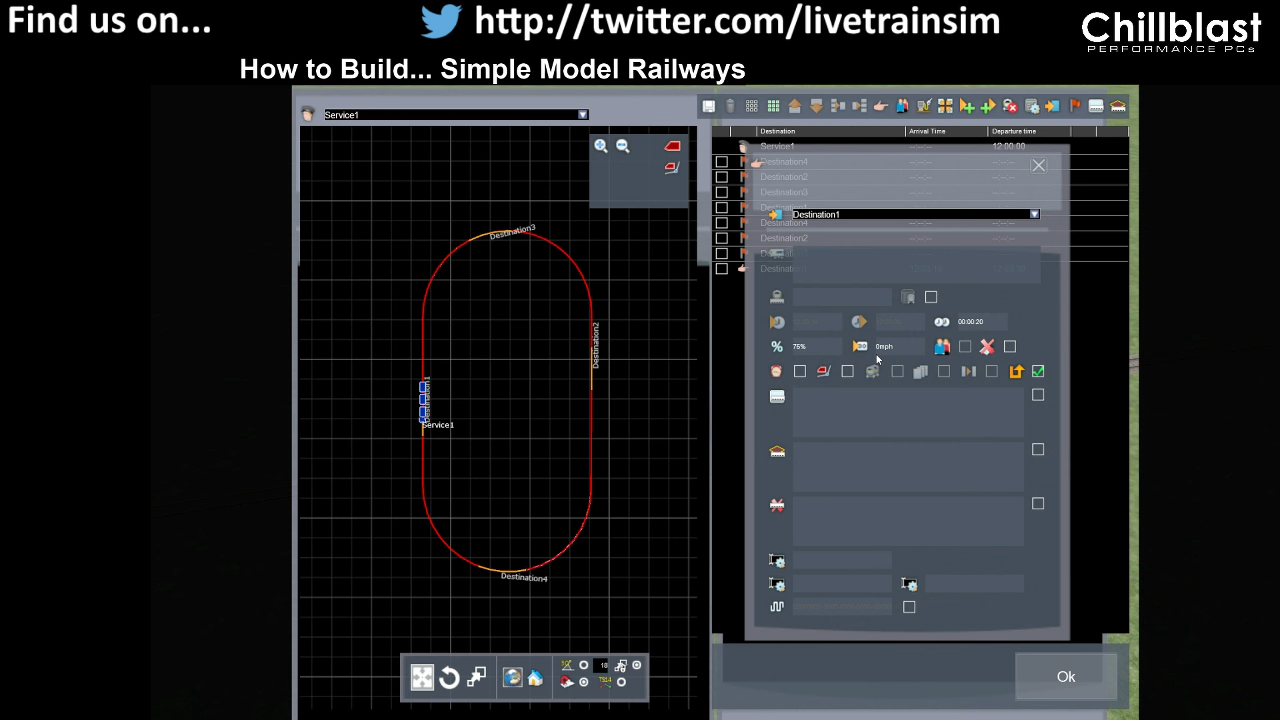 Find us on...
http://twitter.com/livetrainsim
Chillblast
PERFORMANCE PCs
How to Build... Simple Model Railways
Service1
Destination Arrival Time Departure time
Service1 --:--:-- 12:00:00
Destination4 --:--:-- --:--:--
Destination2 --:--:-- --:--:--
Destination3 --:--:-- --:--:--
Destination1
Destination4 --:--:-- --:--:--
Destination2 --:--:-- --:--:--
Destination3
Destination2
Destination1
Service1
Destination4
00:00:20
% 75% 0mph
18
TS14
Ok